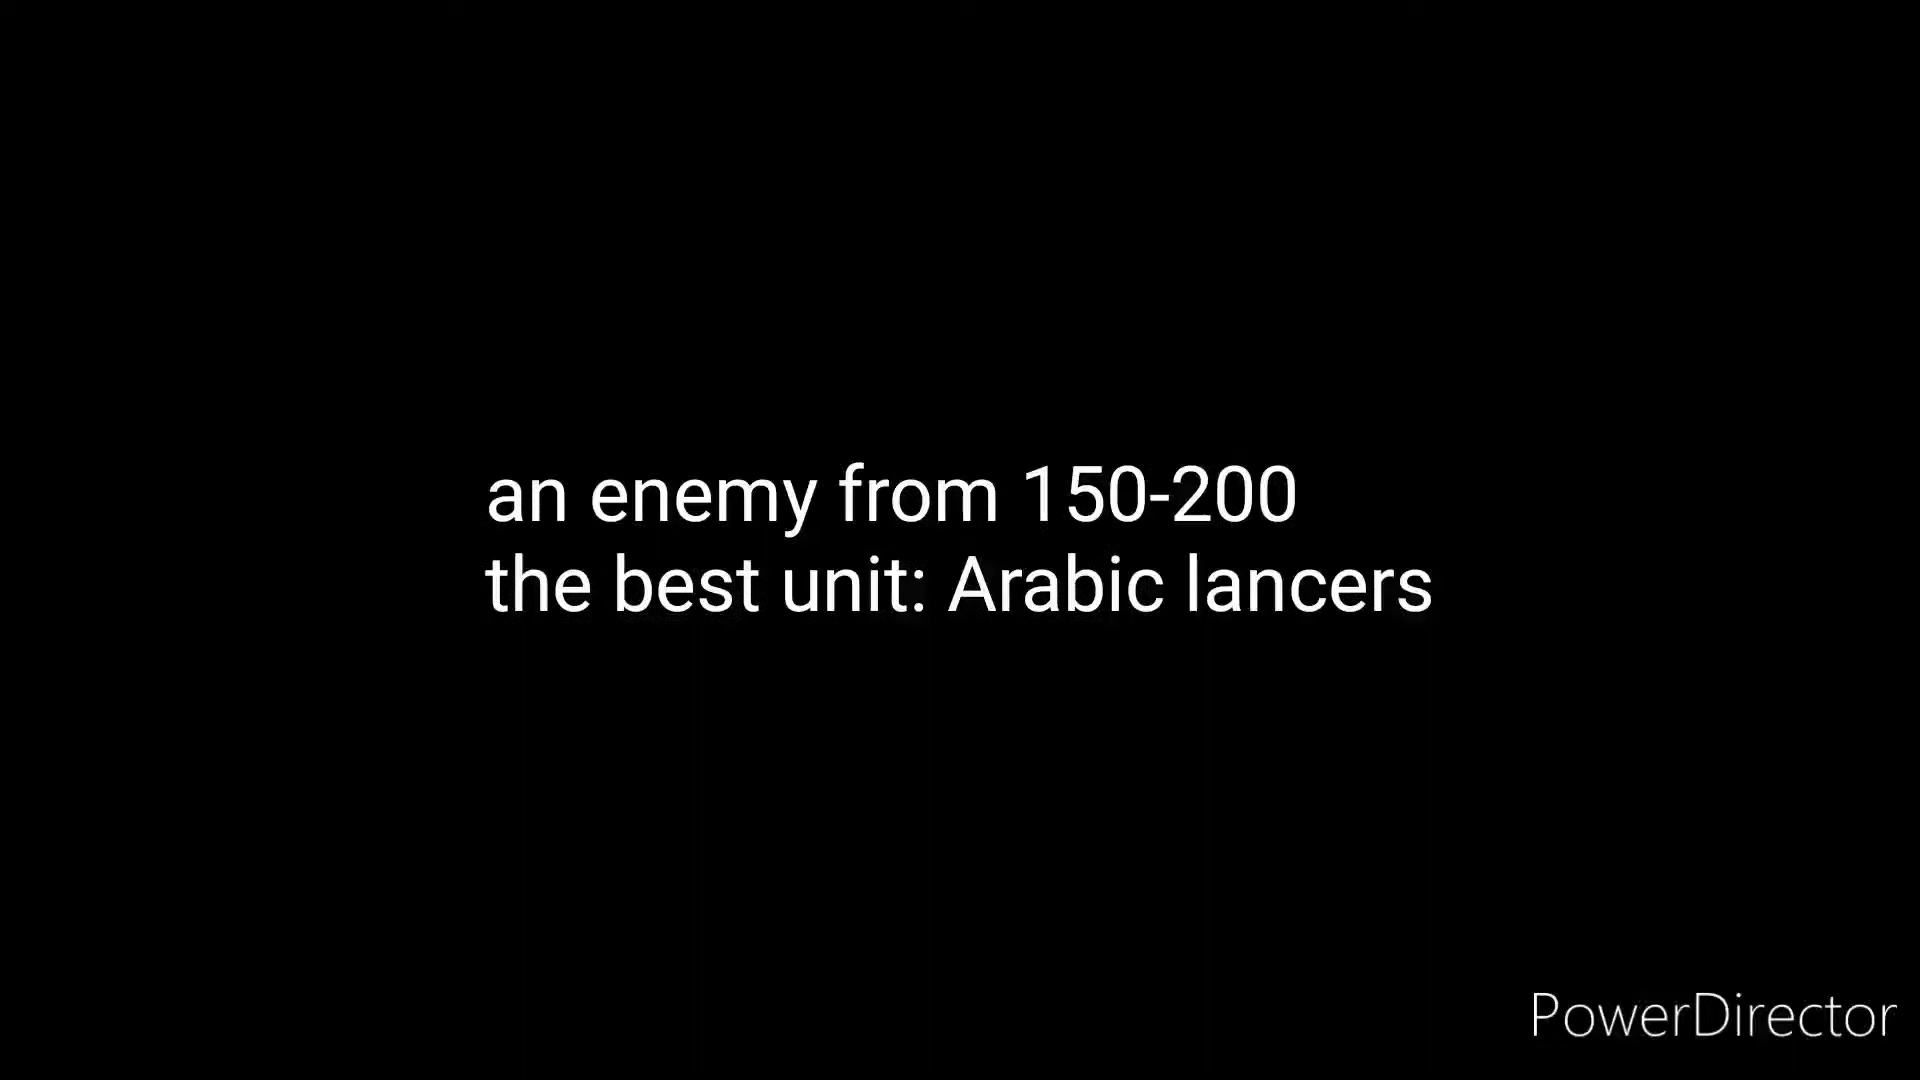 an enemy from 150-200
the best unit: Arabic lancers
PowerDirector